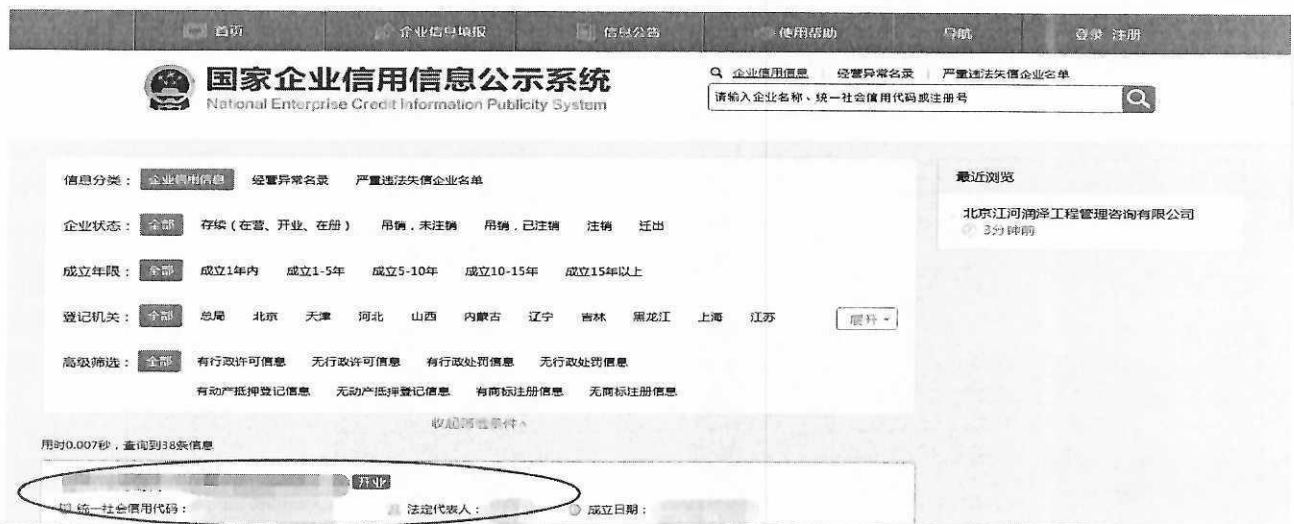 首页 企业信息填报 信息公告 使用帮助 导航 登录 注册
国家企业信用信息公示系统
National Enterprise Credit Information Publicity System
企业信用信息 经营异常名录 严重违法失信企业名单
请输入企业名称、统一社会信用代码或注册号
信息分类： 企业信用信息 经营异常名录 严重违法失信企业名单
最近浏览
企业状态： 全部 存续（在营、开业、在册） 吊销，未注销 吊销，已注销 注销 迁出
北京江河润泽工程管理咨询有限公司
3分钟前
成立年限： 全部 成立1年内 成立1-5年 成立5-10年 成立10-15年 成立15年以上
登记机关： 全部 总局 北京 天津 河北 山西 内蒙古 辽宁 吉林 黑龙江 上海 江苏 展开
高级筛选： 全部 有行政许可信息 无行政许可信息 有行政处罚信息 无行政处罚信息
有动产抵押登记信息 无动产抵押登记信息 有商标注册信息 无商标注册信息
收起筛选条件
用时0.007秒，查询到38条信息
开业
统一社会信用代码： 法定代表人： 成立日期：